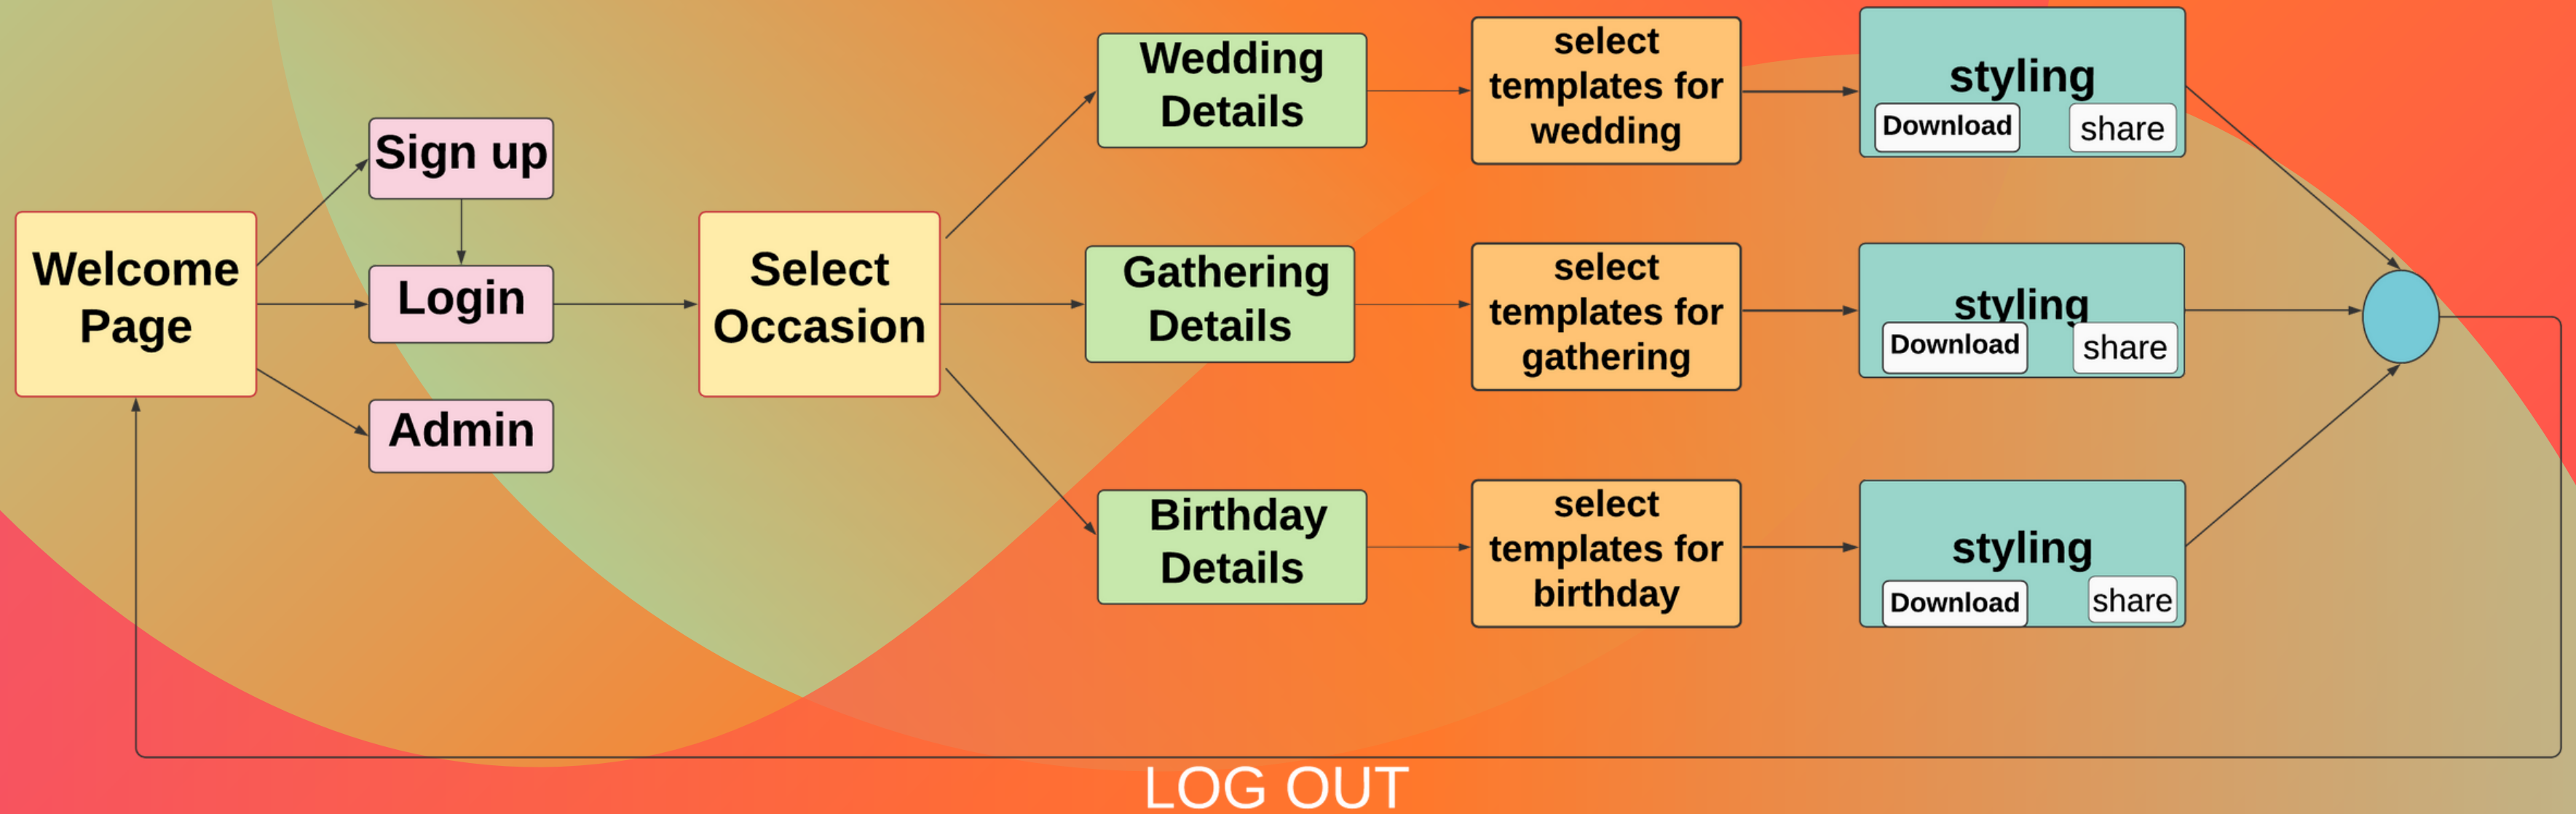 Welcome
Page
Sign up
Login
Admin
Select
Occasion
Wedding
Details
select
templates for
wedding
styling
Download
share
Gathering
Details
select
templates for
gathering
styling
Download
share
Birthday
Details
select
templates for
birthday
styling
Download
share
LOG OUT